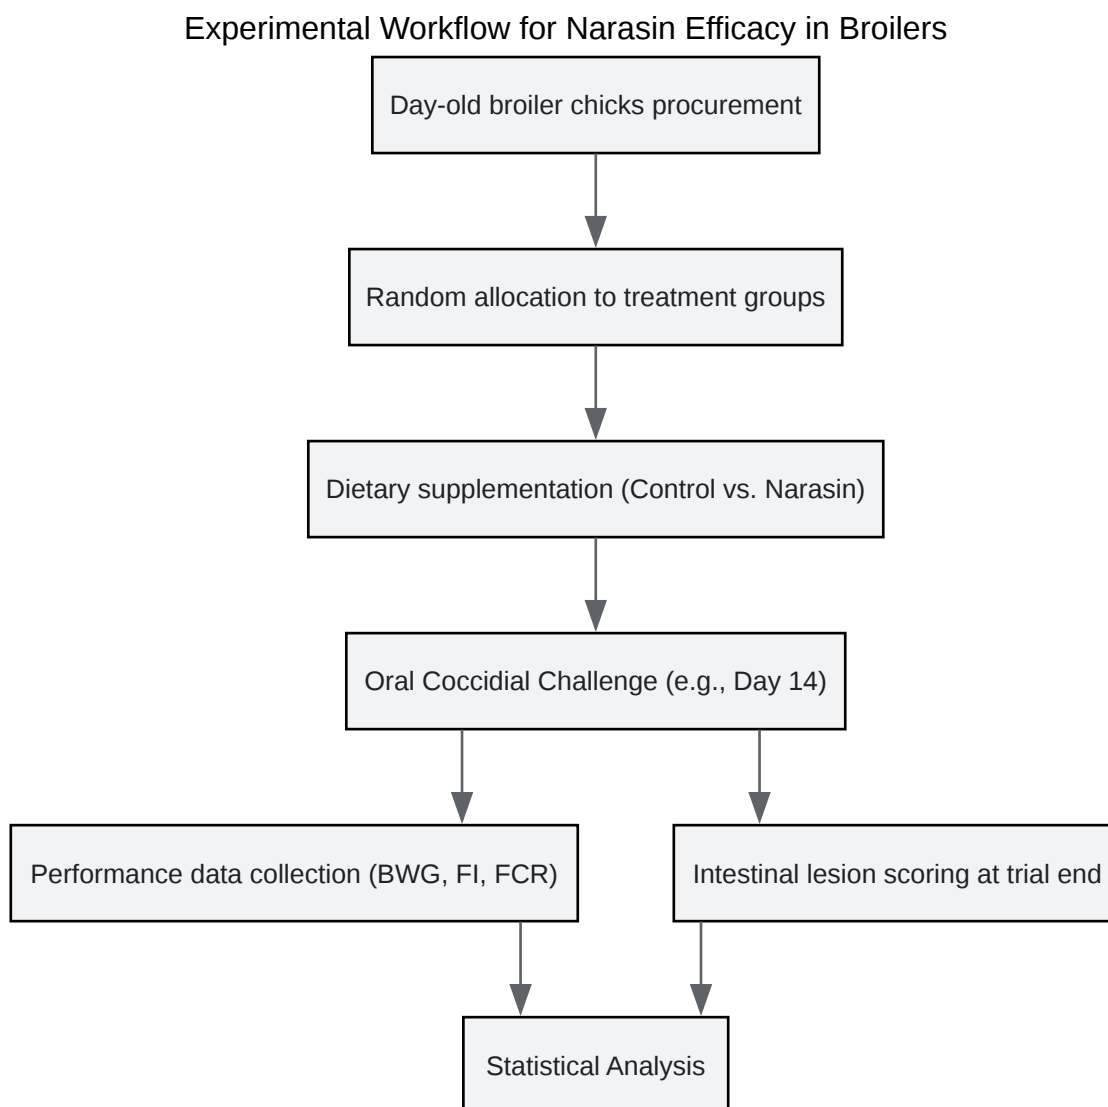 Experimental Workflow for Narasin Efficacy in Broilers
Day-old broiler chicks procurement
Random allocation to treatment groups
Dietary supplementation (Control vs. Narasin)
Oral Coccidial Challenge (e.g., Day 14)
Performance data collection (BWG, FI, FCR)
Intestinal lesion scoring at trial end
Statistical Analysis